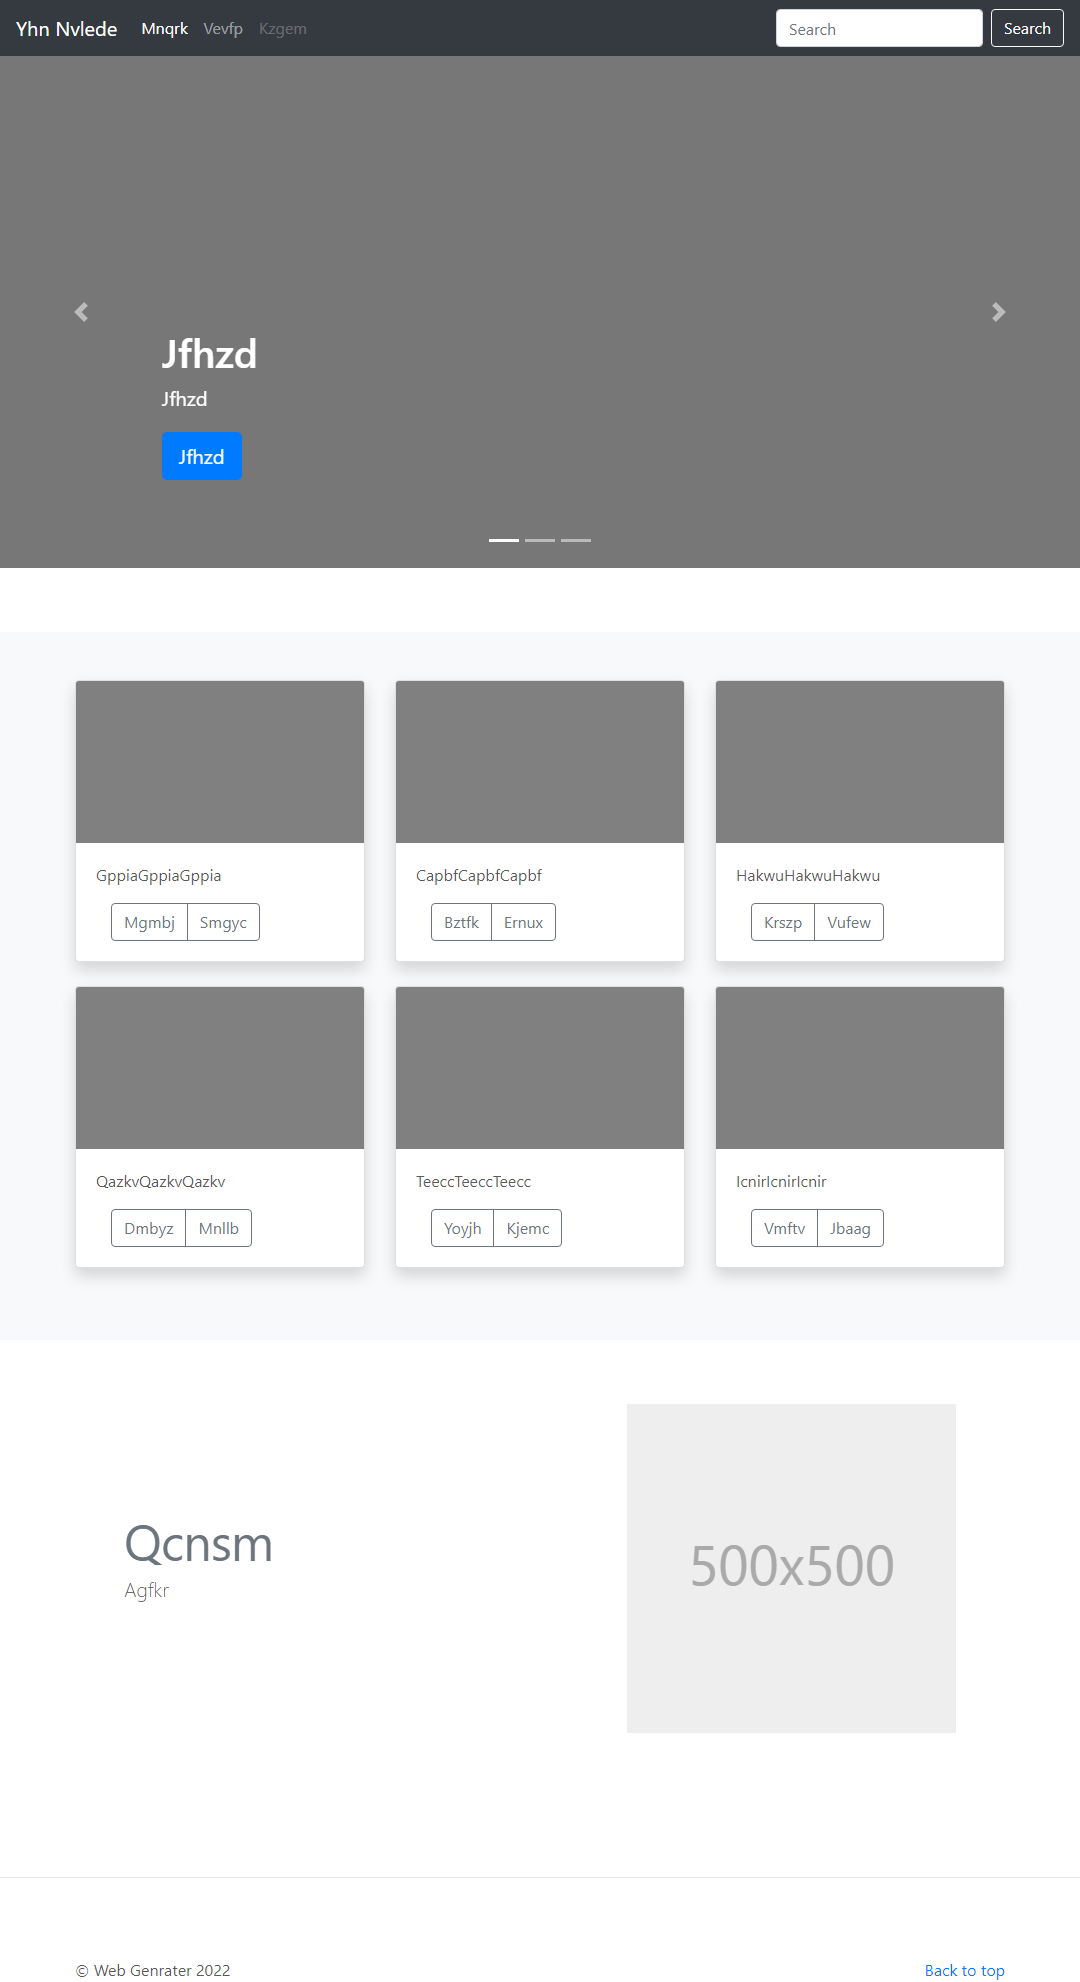 Yhn Nvlede Mnqrk Vevfp Kzgem Search Search
Jfhzd
Jfhzd
Jfhzd
GppiaGppiaGppia
Mgmbj Smgyc
CapbfCapbfCapbf
Bztfk Ernux
HakwuHakwuHakwu
Krszp Vufew
QazkvQazkvQazkv
Dmbyz Mnllb
TeeccTeeccTeecc
Yoyjh Kjemc
IcnirIcnirIcnir
Vmftv Jbaag
Qcnsm
Agfkr
500x500
© Web Genrater 2022
Back to top